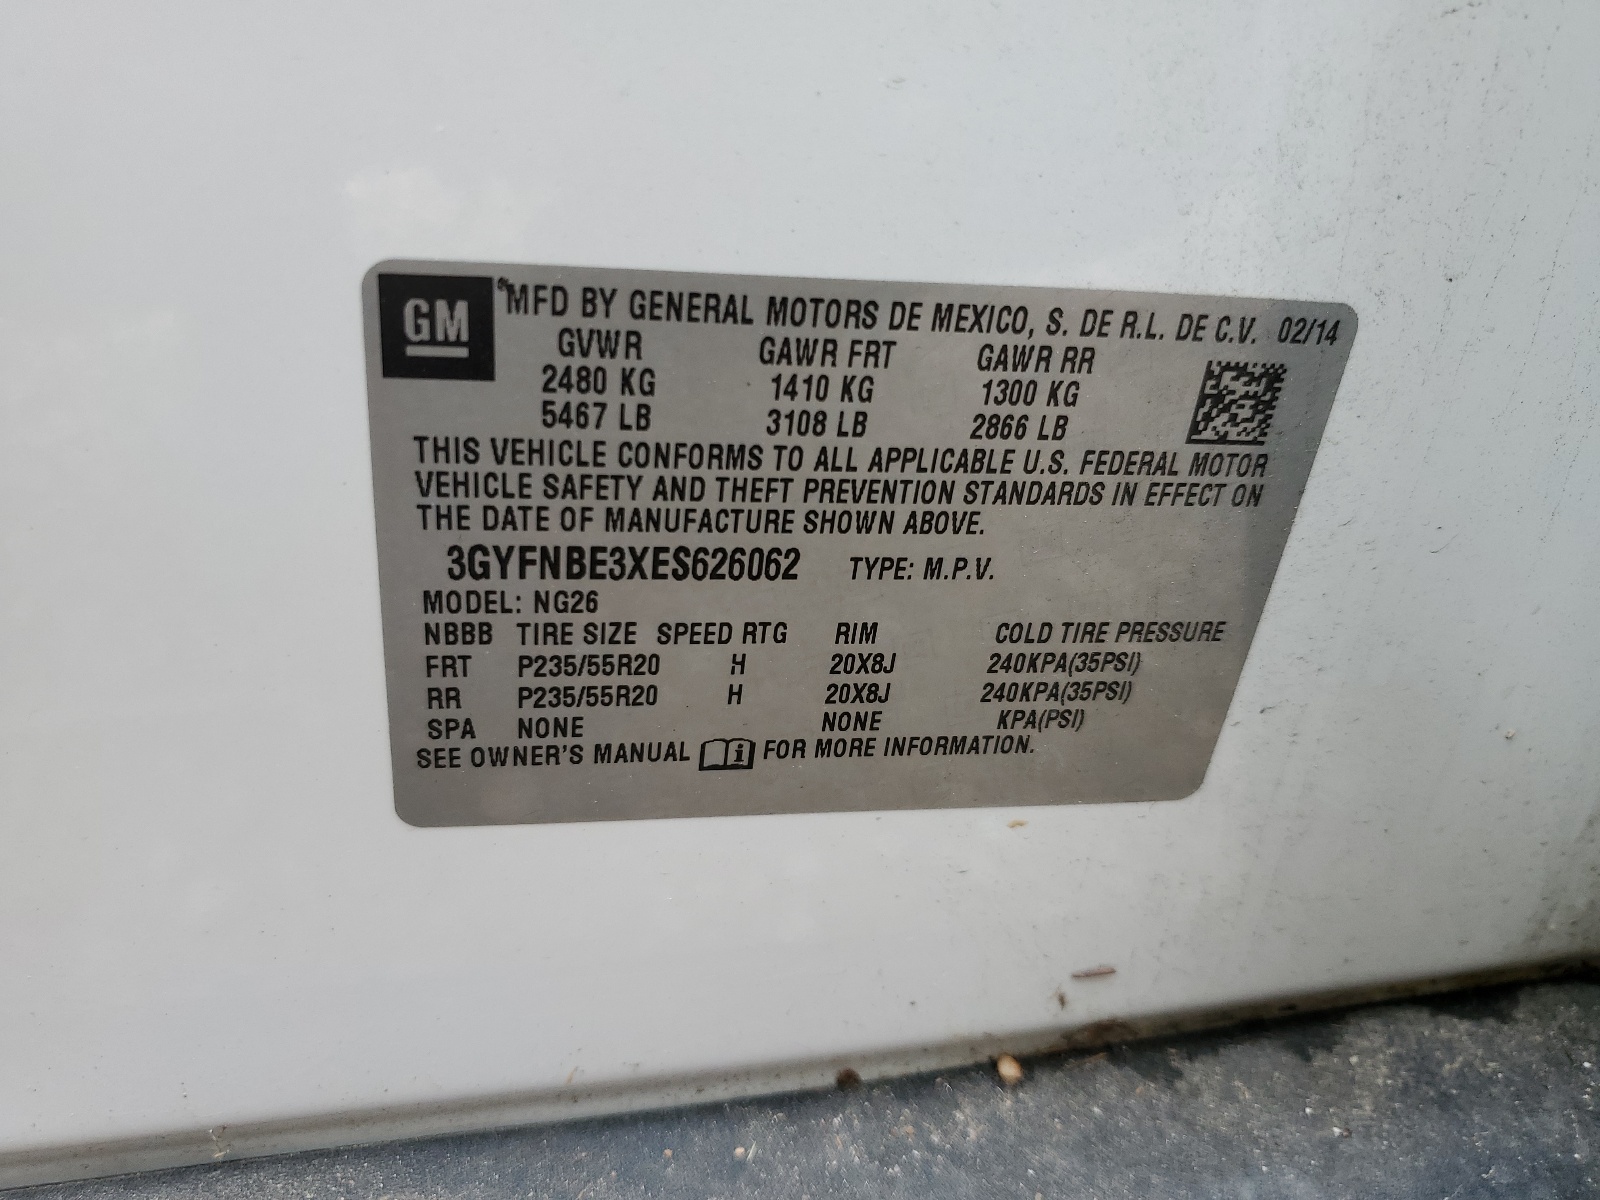 GM ® MFD BY GENERAL MOTORS DE MEXICO, S. DE R.L. DE C.V. 02/14
GVWR GAWR FRT GAWR RR
2480 KG 1410 KG 1300 KG
5467 LB 3108 LB 2866 LB
THIS VEHICLE CONFORMS TO ALL APPLICABLE U.S. FEDERAL MOTOR
VEHICLE SAFETY AND THEFT PREVENTION STANDARDS IN EFFECT ON
THE DATE OF MANUFACTURE SHOWN ABOVE.
3GYFNBE3XES626062 TYPE: M.P.V.
MODEL: NG26
NBBB TIRE SIZE SPEED RTG RIM COLD TIRE PRESSURE
FRT P235/55R20 H 20X8J 240KPA(35PSI)
RR P235/55R20 H 20X8J 240KPA(35PSI)
SPA NONE NONE KPA(PSI)
SEE OWNER'S MANUAL i FOR MORE INFORMATION.